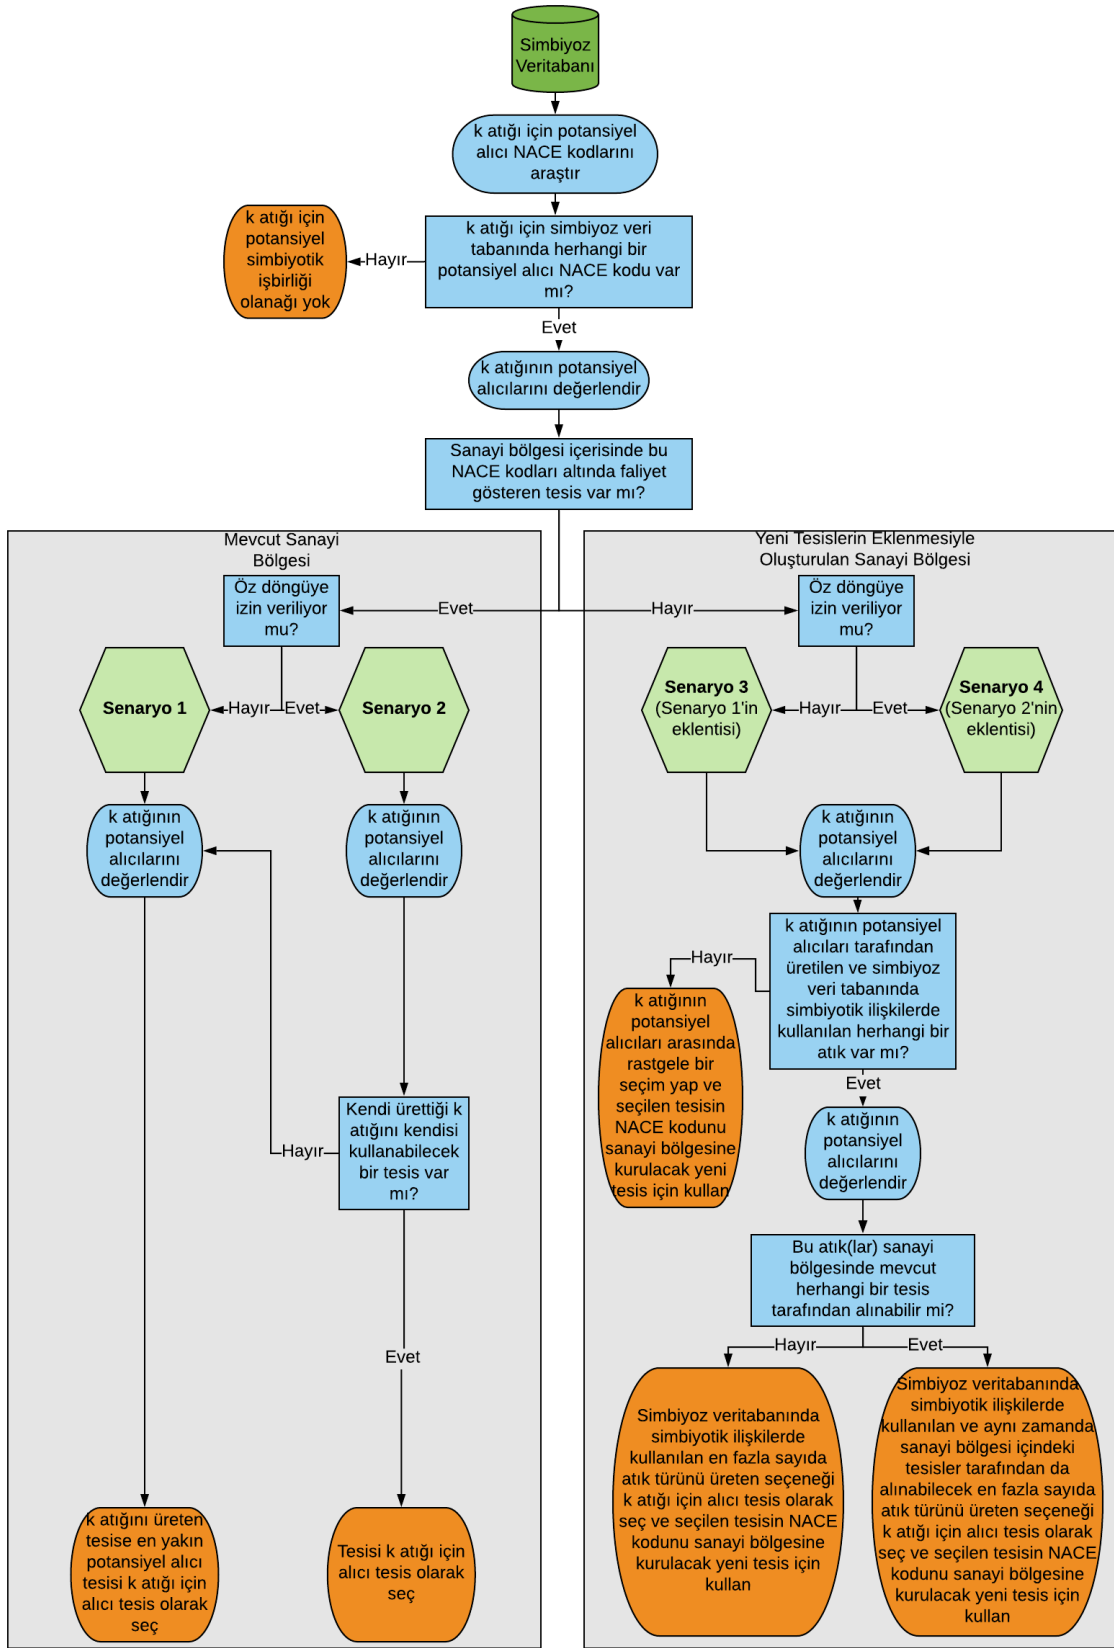 Simbiyoz
Veritabanı
k atığı için potansiyel
alıcı NACE kodlarını
araştır
k atığı için simbiyoz veri
tabanında herhangi bir
potansiyel alıcı NACE kodu var
mı?
Hayır
k atığı için
potansiyel
simbiyotik
işbirliği
olanağı yok
Evet
k atığının potansiyel
alıcılarını değerlendir
Sanayi bölgesi içerisinde bu
NACE kodları altında faliyet
gösteren tesis var mı?
Evet
Hayır
Mevcut Sanayi
Bölgesi
Öz döngüye
izin veriliyor
mu?
Hayır
Evet
Senaryo 1
Senaryo 2
k atığının
potansiyel
alıcılarını
değerlendir
k atığının
potansiyel
alıcılarını
değerlendir
Kendi ürettiği k
atığını kendisi
kullanabilecek
bir tesis var
mı?
Hayır
Evet
k atığını üreten
tesise en yakın
potansiyel alıcı
tesisi k atığı için
alıcı tesis olarak
seç
Tesisi k atığı için
alıcı tesis olarak
seç
Yeni Tesislerin Eklenmesiyle
Oluşturulan Sanayi Bölgesi
Öz döngüye
izin veriliyor
mu?
Hayır
Evet
Senaryo 3
(Senaryo 1'in
eklentisi)
Senaryo 4
(Senaryo 2'nin
eklentisi)
k atığının
potansiyel
alıcılarını
değerlendir
k atığının potansiyel
alıcıları tarafından
üretilen ve simbiyoz
veri tabanında
simbiyotik ilişkilerde
kullanılan herhangi bir
atık var mı?
Hayır
k atığının
potansiyel
alıcıları arasında
rastgele bir
seçim yap ve
seçilen tesisin
NACE kodunu
sanayi bölgesine
kurulacak yeni
tesis için kullan
Evet
k atığının
potansiyel
alıcılarını
değerlendir
Bu atık(lar) sanayi
bölgesinde mevcut
herhangi bir tesis
tarafından alınabilir mi?
Hayır
Evet
Simbiyoz veritabanında
simbiyotik ilişkilerde
kullanılan en fazla sayıda
atık türünü üreten seçeneği
k atığı için alıcı tesis olarak
seç ve seçilen tesisin NACE
kodunu sanayi bölgesine
kurulacak yeni tesis için
kullan
Simbiyoz veritabanında
simbiyotik ilişkilerde
kullanılan ve aynı zamanda
sanayi bölgesi içindeki
tesisler tarafından da
alınabilecek en fazla sayıda
atık türünü üreten seçeneği
k atığı için alıcı tesis olarak
seç ve seçilen tesisin NACE
kodunu sanayi bölgesine
kurulacak yeni tesis için
kullan